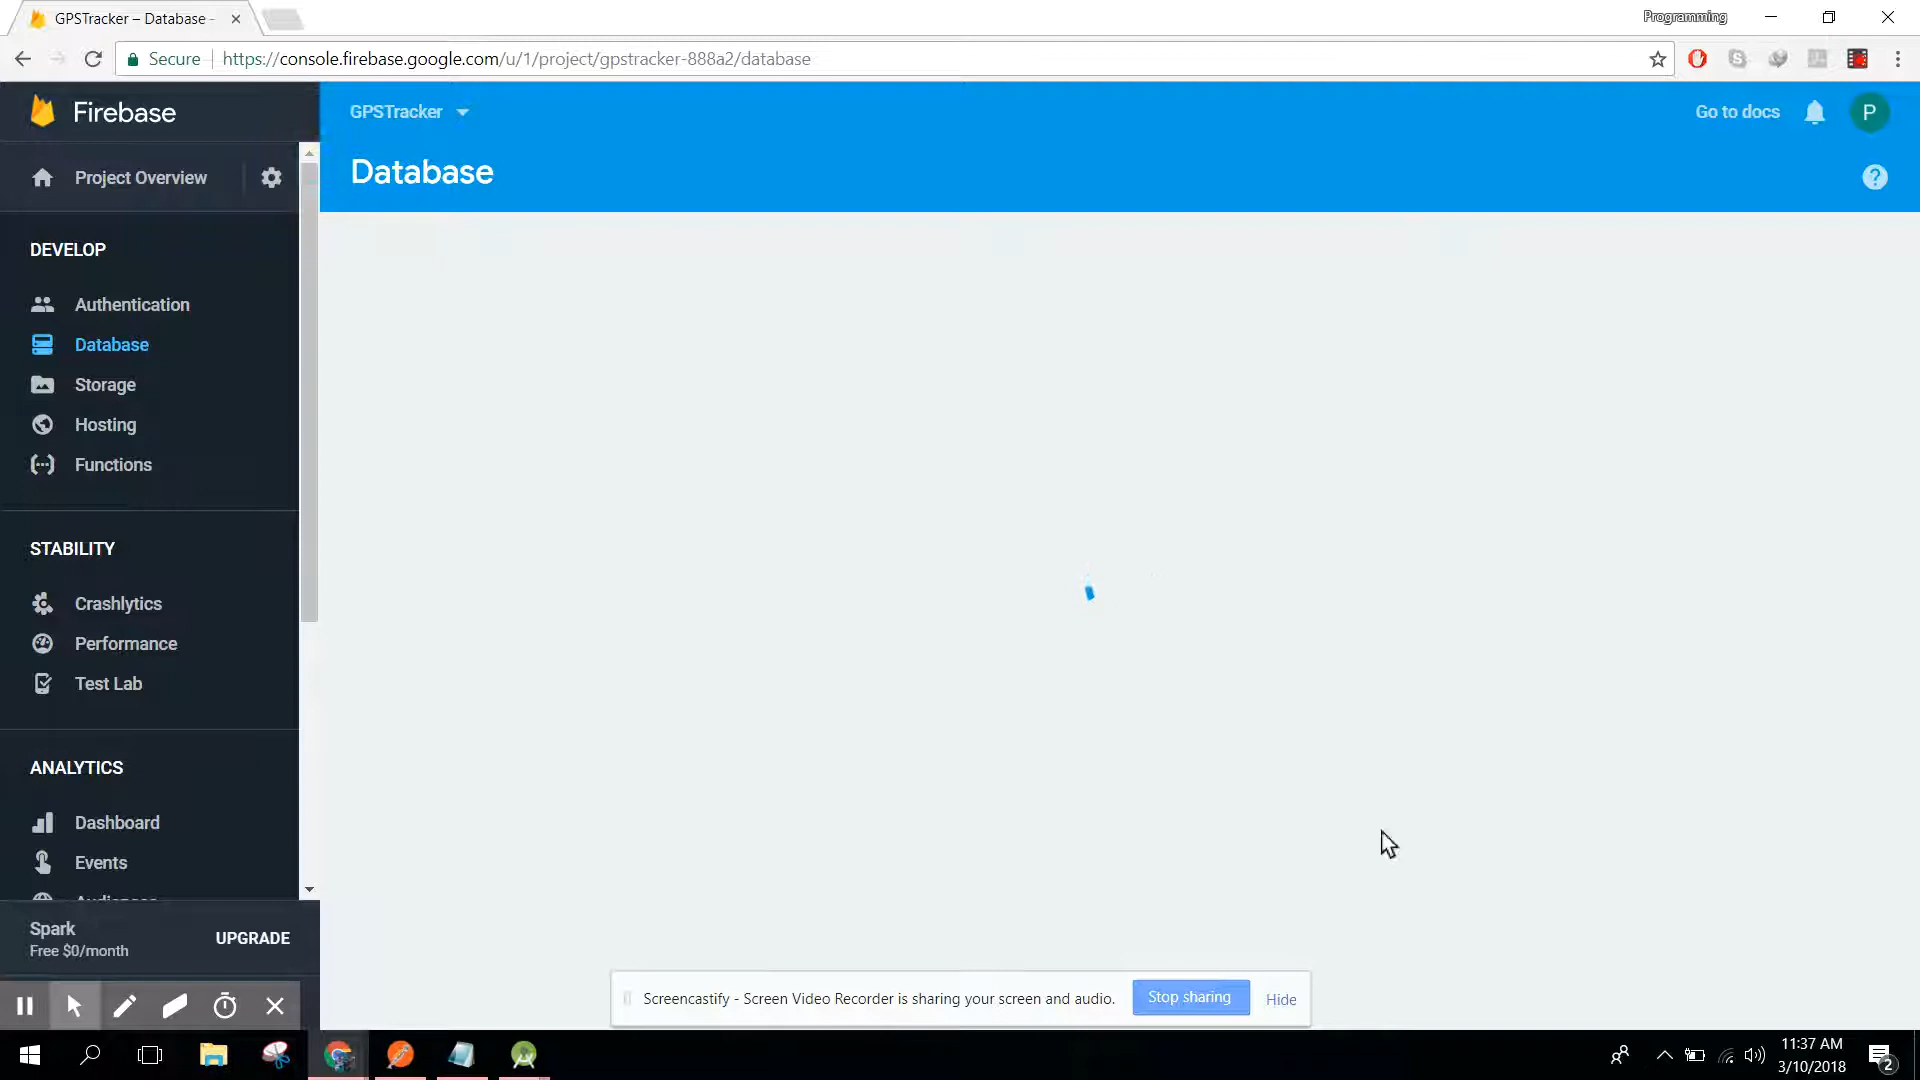 GPSTracker – Database -
Programming
Secure
https://console.firebase.google.com/u/1/project/gpstracker-888a2/database
Firebase
GPSTracker
Go to docs
P
Project Overview
Database
?
DEVELOP
Authentication
Database
Storage
Hosting
Functions
STABILITY
Crashlytics
Performance
Test Lab
ANALYTICS
Dashboard
Events
Audiences
Spark
Free $0/month
UPGRADE
Screencastify - Screen Video Recorder is sharing your screen and audio.
Stop sharing
Hide
11:37 AM
3/10/2018
2